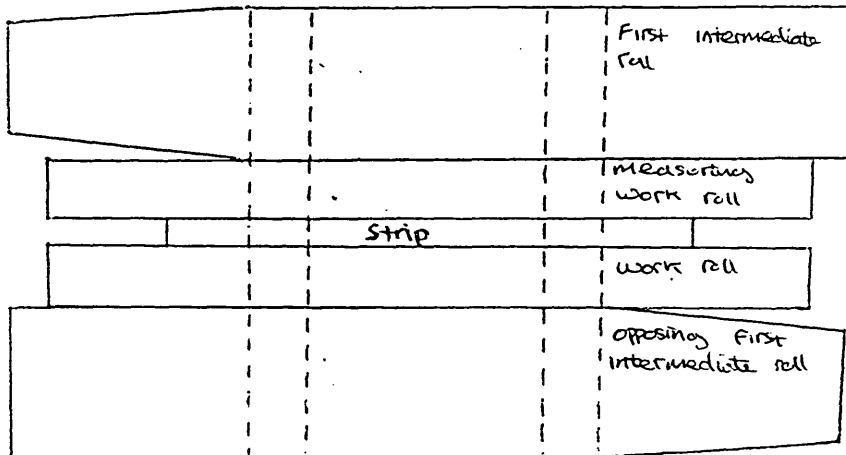 First intermediate
roll
measuring
work roll
Strip
work roll
opposing first
intermediate roll